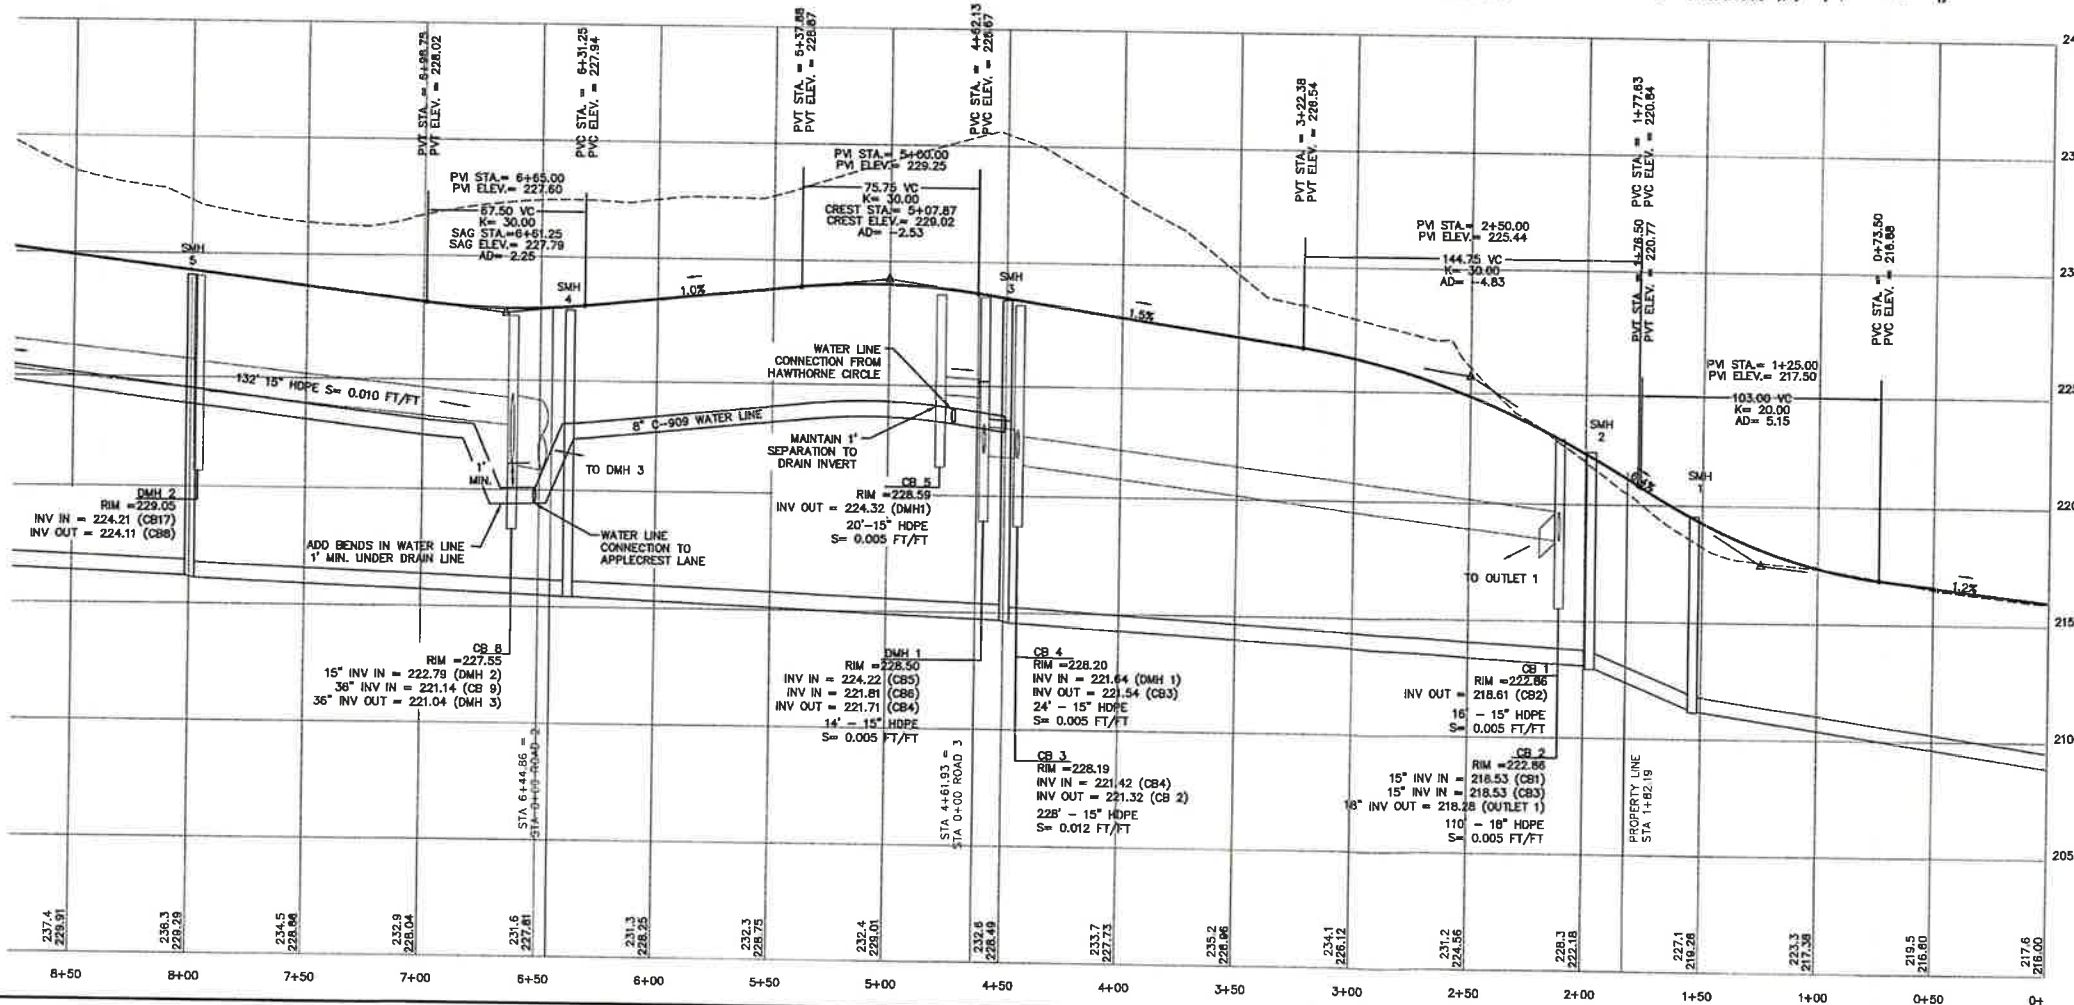 PVT STA. = 6+98.75
PVT ELEV. = 228.02
PVC STA. = 6+31.25
PVC ELEV. = 227.94
PVT STA. = 5+37.88
PVT ELEV. = 228.87
PVC STA. = 4+62.13
PVC ELEV. = 228.67
PVT STA. = 3+22.38
PVT ELEV. = 226.54
PVC STA. = 1+77.63
PVC ELEV. = 220.84
PVT STA. = 1+76.50
PVT ELEV. = 220.77
PVC STA. = 0+73.50
PVC ELEV. = 216.88
PVI STA.= 6+65.00
PVI ELEV.= 227.60
67.50 VC
K= 30.00
SAG STA.=6+61.25
SAG ELEV.= 227.79
AD= 2.25
PVI STA.= 5+00.00
PVI ELEV.= 229.25
75.75 VC
K= 30.00
CREST STA.= 5+07.87
CREST ELEV.= 229.02
AD= -2.53
PVI STA.= 2+50.00
PVI ELEV.= 225.44
144.75 VC
K= 30.00
AD= -4.83
PVI STA.= 1+25.00
PVI ELEV.= 217.50
103.00 VC
K= 20.00
AD= 5.15
SMH
5
SMH
4
SMH
3
SMH
2
SMH
1
1.0%
1.5%
1.2%
132' 15" HDPE S= 0.010 FT/FT
8" C-909 WATER LINE
WATER LINE
CONNECTION FROM
HAWTHORNE CIRCLE
MAINTAIN 1'
SEPARATION TO
DRAIN INVERT
1'
MIN.
TO DMH 3
ADD BENDS IN WATER LINE
1' MIN. UNDER DRAIN LINE
WATER LINE
CONNECTION TO
APPLECREST LANE
TO OUTLET 1
DMH 2
RIM =229.05
INV IN = 224.21 (CB17)
INV OUT = 224.11 (CB8)
CB 5
RIM =228.59
INV OUT = 224.32 (DMH1)
20'-15" HDPE
S= 0.005 FT/FT
CB 8
RIM =227.55
15" INV IN = 222.79 (DMH 2)
36" INV IN = 221.14 (CB 9)
36" INV OUT = 221.04 (DMH 3)
DMH 1
RIM =228.50
INV IN = 224.22 (CB5)
INV IN = 221.81 (CB6)
INV OUT = 221.71 (CB4)
14' - 15" HDPE
S= 0.005 FT/FT
CB 4
RIM =228.20
INV IN = 221.64 (DMH 1)
INV OUT = 221.54 (CB3)
24' - 15" HDPE
S= 0.005 FT/FT
CB 3
RIM =228.19
INV IN = 221.42 (CB4)
INV OUT = 221.32 (CB 2)
228' - 15" HDPE
S= 0.012 FT/FT
CB 1
RIM =222.86
INV OUT = 218.61 (CB2)
16' - 15" HDPE
S= 0.005 FT/FT
CB 2
RIM =222.86
15" INV IN = 218.53 (CB1)
15" INV IN = 218.53 (CB3)
18" INV OUT = 218.28 (OUTLET 1)
110' - 18" HDPE
S= 0.005 FT/FT
STA 6+44.86 =
STA 0+00 ROAD 2
STA 4+61.93 =
STA 0+00 ROAD 3
PROPERTY LINE
STA 1+82.19
24
23
23
225
220
215
210
205
237.4
229.91
236.3
229.29
234.5
228.66
232.9
228.04
231.6
227.81
231.3
228.25
232.3
228.75
232.4
229.01
232.6
228.49
233.7
227.73
235.2
226.96
234.1
226.12
231.2
224.56
228.3
222.18
227.1
219.28
223.3
217.38
219.5
216.60
217.6
216.00
8+50 8+00 7+50 7+00 6+50 6+00 5+50 5+00 4+50 4+00 3+50 3+00 2+50 2+00 1+50 1+00 0+50 0+